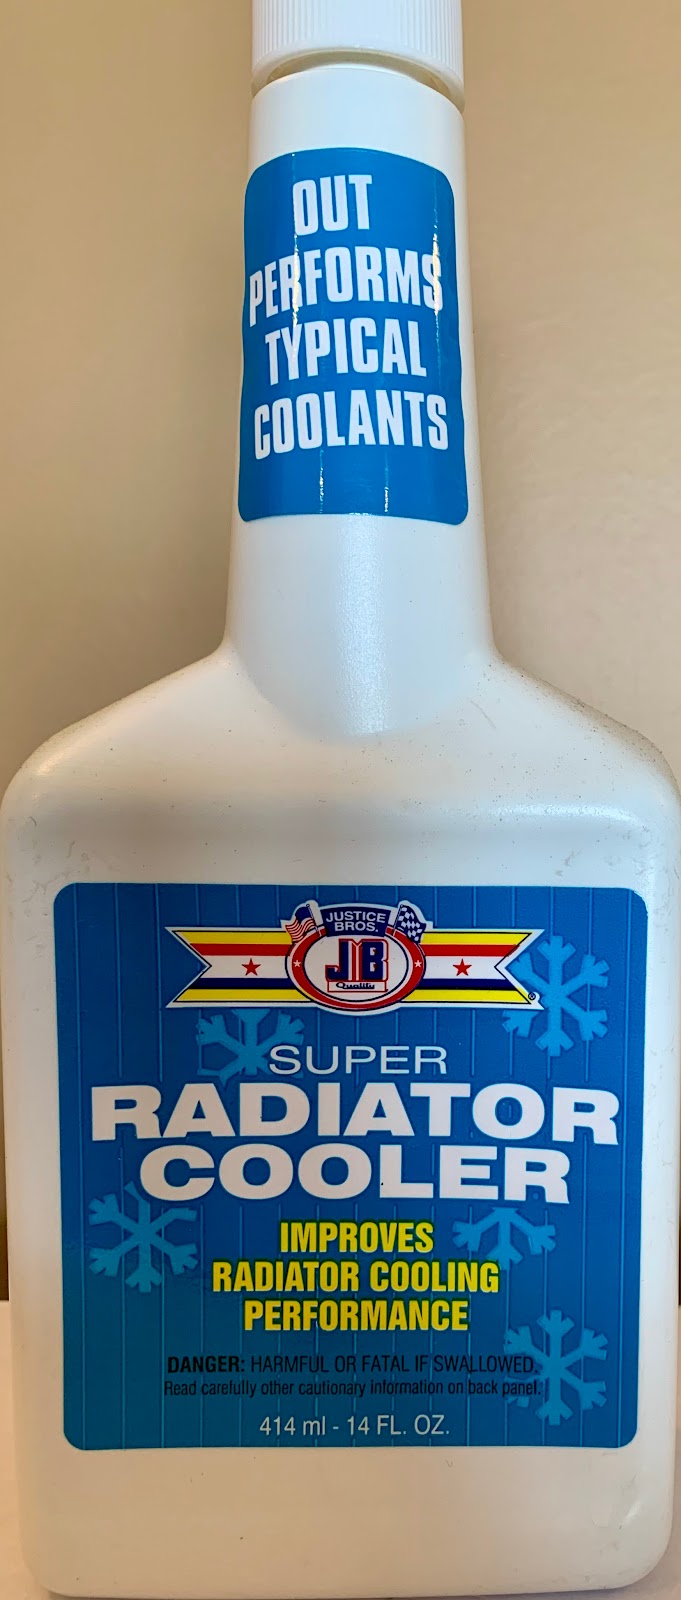 OUT
PERFORMS
TYPICAL
COOLANTS
JUSTICE
BROS.
JB
Quality
®
SUPER
RADIATOR
COOLER
IMPROVES
RADIATOR COOLING
PERFORMANCE
DANGER: HARMFUL OR FATAL IF SWALLOWED.
Read carefully other cautionary information on back panel.
414 ml - 14 FL. OZ.